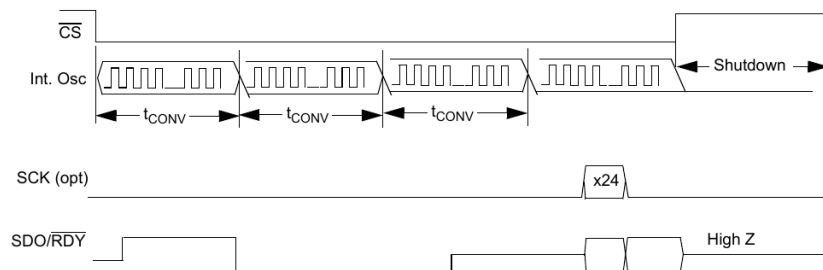 CS
Int. Osc
Shutdown
tCONV
tCONV
tCONV
SCK (opt)
x24
SDO/RDY
High Z